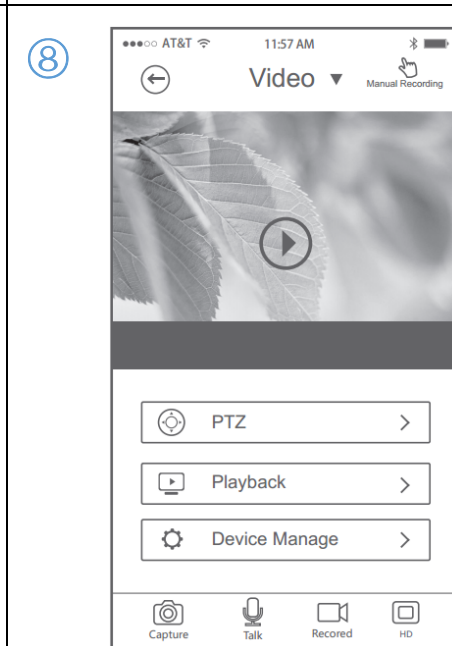 ⑧
AT&T 11:57 AM
Video
Manual Recording
PTZ
Playback
Device Manage
Capture Talk Recored HD